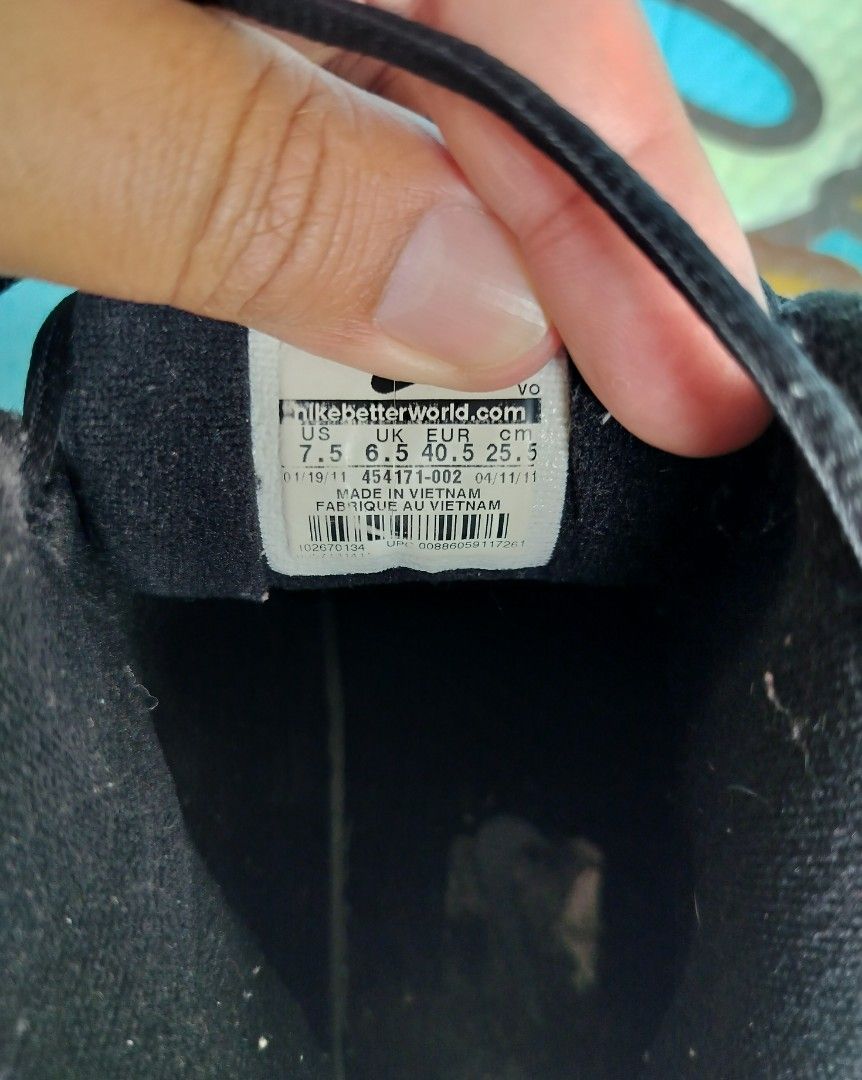 VO
nikebetterworld.com
US UK EUR cm
7.5 6.5 40.5 25.5
01/19/11 454171-002 04/11/11
MADE IN VIETNAM
FABRIQUE AU VIETNAM
102670134 UPC 00886059117261